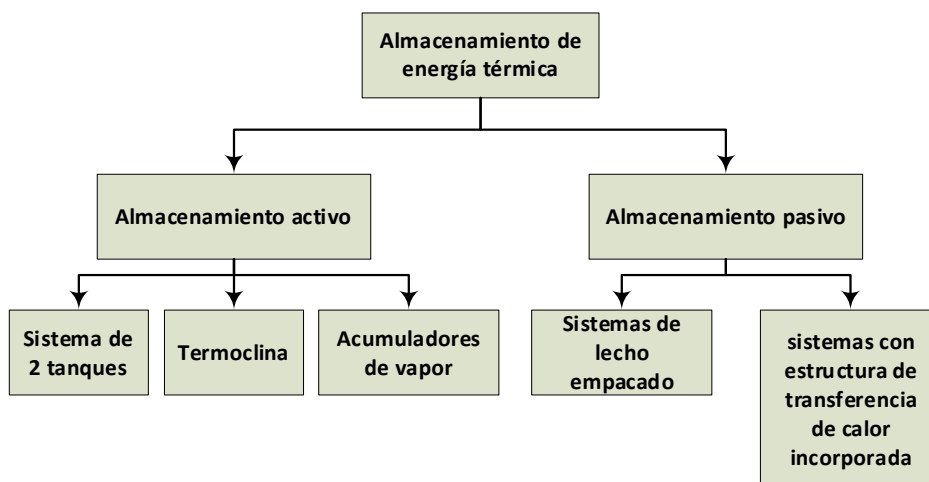 Almacenamiento de
energía térmica
Almacenamiento activo
Almacenamiento pasivo
Sistema de
2 tanques
Termoclina
Acumuladores
de vapor
Sistemas de
lecho
empacado
sistemas con
estructura de
transferencia
de calor
incorporada